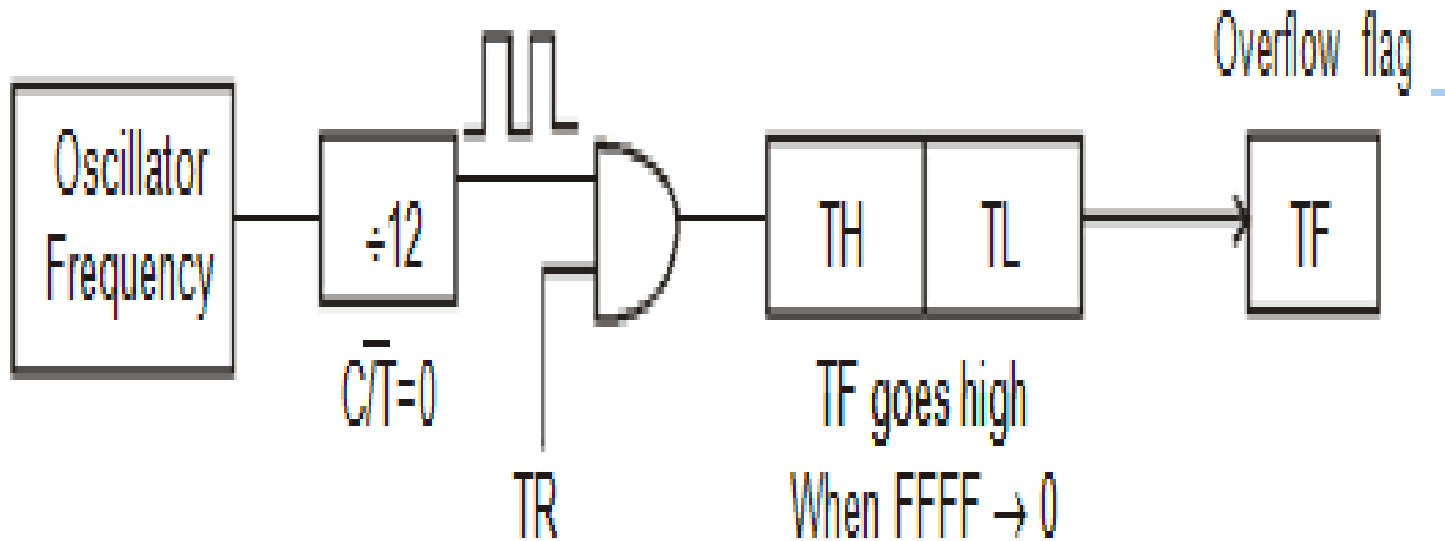 Overflow flag
Oscillator
Frequency
÷12
TH
TL
TF
C/T̅=0
TR
TF goes high
When FFFF → 0